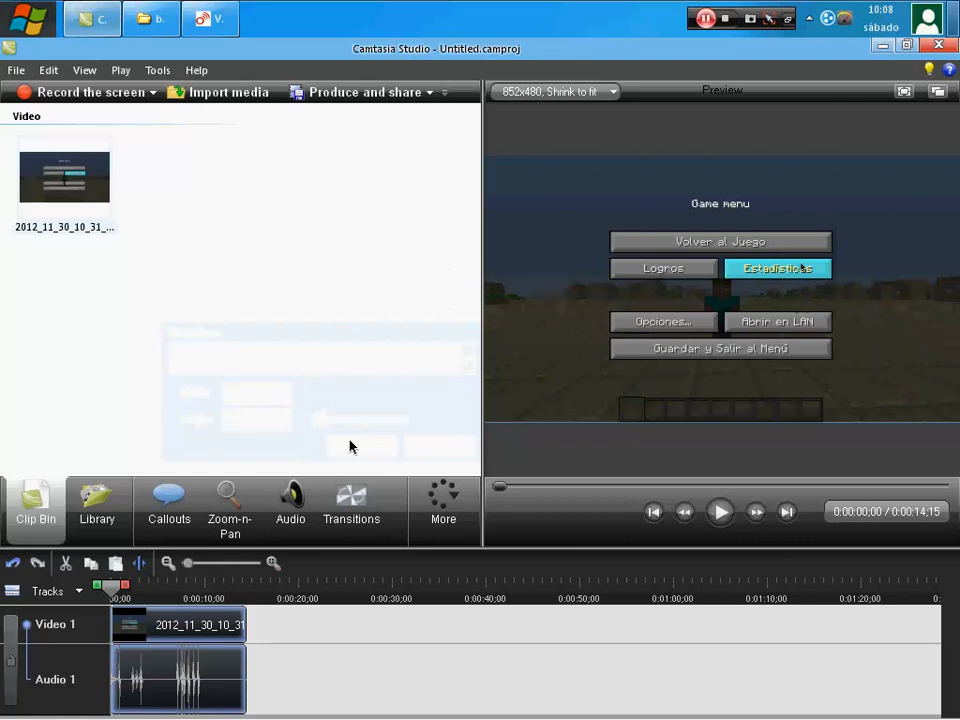 C.
b.
V.
10:08
sábado
Camtasia Studio - Untitled.camproj
File Edit View Play Tools Help
Record the screen Import media Produce and share
852x480, Shrink to fit
Preview
Video
2012_11_30_10_31_...
Game menu
Volver al Juego
Logros
Estadísticas
Opciones...
Abrir en LAN
Guardar y Salir al Menú
Clip Bin
Library
Callouts
Zoom-n-Pan
Audio
Transitions
More
0:00:00;00 / 0:00:14;15
Tracks
00;00 0:00:10;00 0:00:20;00 0:00:30;00 0:00:40;00 0:00:50;00 0:01:00;00 0:01:10;00 0:01:20;00 0:
Video 1
2012_11_30_10_31
Audio 1